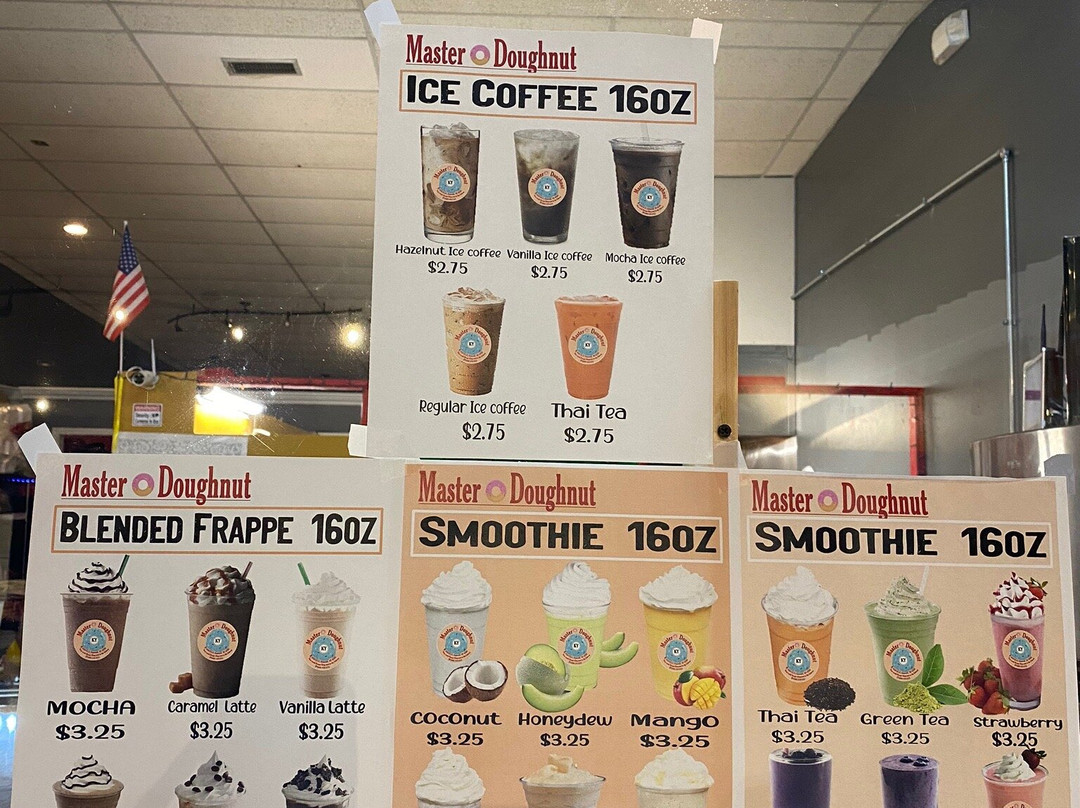 Master Doughnut
ICE COFFEE 16OZ
Hazelnut Ice coffee
$2.75
Vanilla Ice coffee
$2.75
Mocha Ice coffee
$2.75
Regular Ice coffee
$2.75
Thai Tea
$2.75
Master Doughnut
BLENDED FRAPPE 16OZ
MOCHA
$3.25
Caramel Latte
$3.25
Vanilla Latte
$3.25
Master Doughnut
SMOOTHIE 16OZ
Coconut
$3.25
Honeydew
$3.25
Mango
$3.25
Master Doughnut
SMOOTHIE 16OZ
Thai Tea
$3.25
Green Tea
$3.25
Strawberry
$3.25